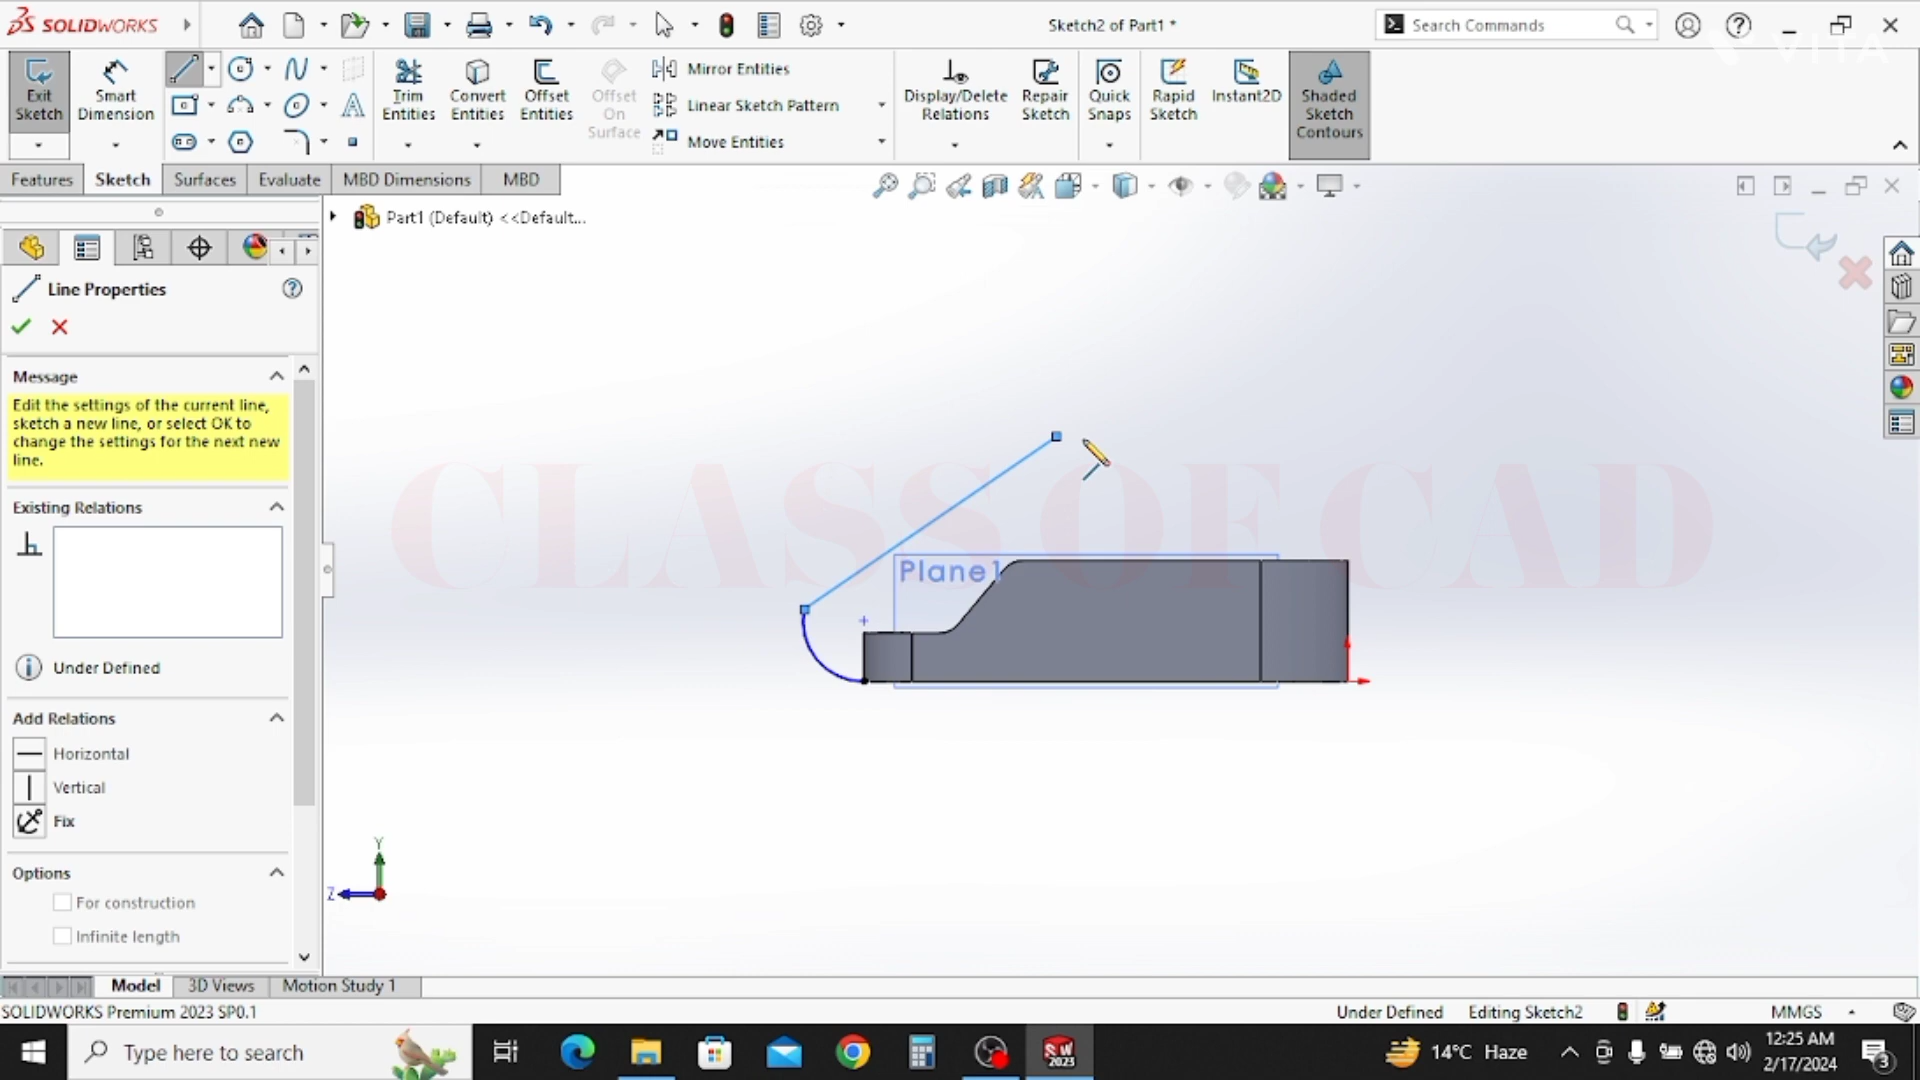 SOLIDWORKS
Sketch2 of Part1 *
Search Commands
VITA
Exit Sketch
Smart Dimension
Trim Entities
Convert Entities
Offset Entities
Offset On Surface
Mirror Entities
Linear Sketch Pattern
Move Entities
Display/Delete Relations
Repair Sketch
Quick Snaps
Rapid Sketch
Instant2D
Shaded Sketch Contours
Features
Sketch
Surfaces
Evaluate
MBD Dimensions
MBD
Part1 (Default) <<Default...
Line Properties
Message
Edit the settings of the current line,
sketch a new line, or select OK to
change the settings for the next new
line.
Existing Relations
Under Defined
Add Relations
Horizontal
Vertical
Fix
Options
For construction
Infinite length
CLASS OF CAD
Plane1
Y
Z
Model
3D Views
Motion Study 1
SOLIDWORKS Premium 2023 SP0.1
Under Defined
Editing Sketch2
MMGS
Type here to search
SW
2023
14°C Haze
12:25 AM
2/17/2024
3